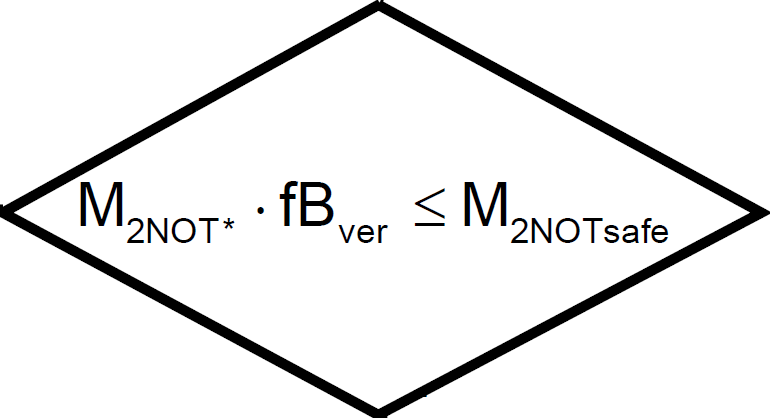 M₂NOT* · fBver ≤ M₂NOTsafe